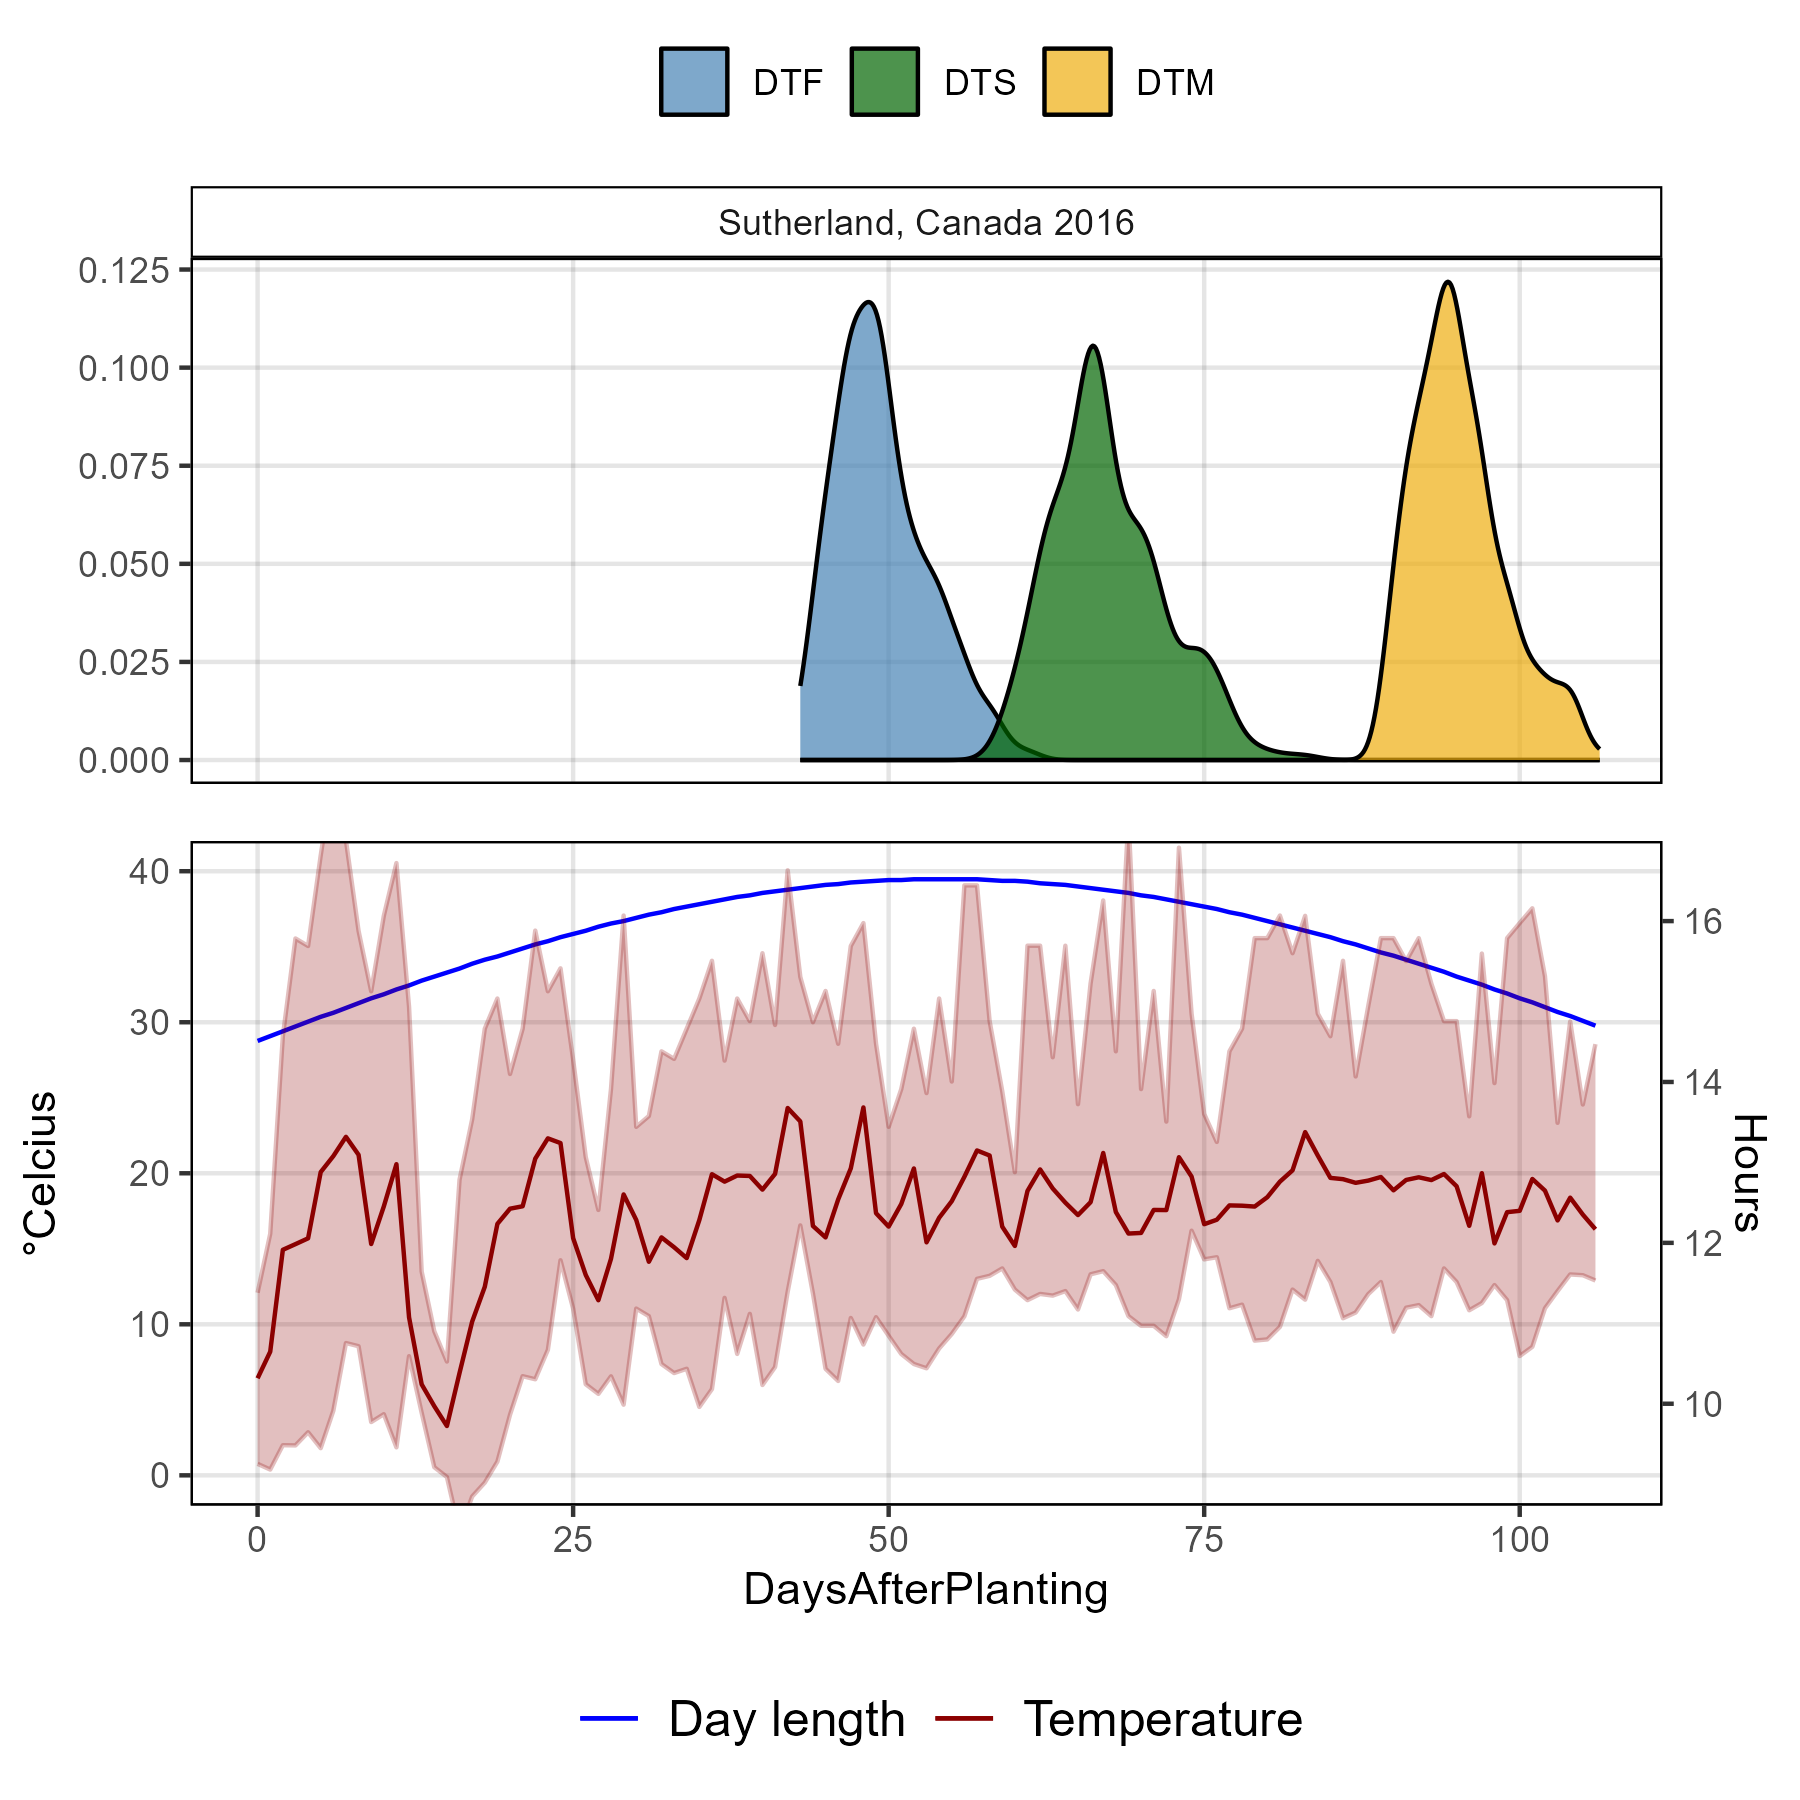 DTF DTS DTM
Sutherland, Canada 2016
0.125
0.100
0.075
0.050
0.025
0.000
40
30
20
10
0
°Celcius
16
14
12
10
Hours
0 25 50 75 100
DaysAfterPlanting
Day length Temperature